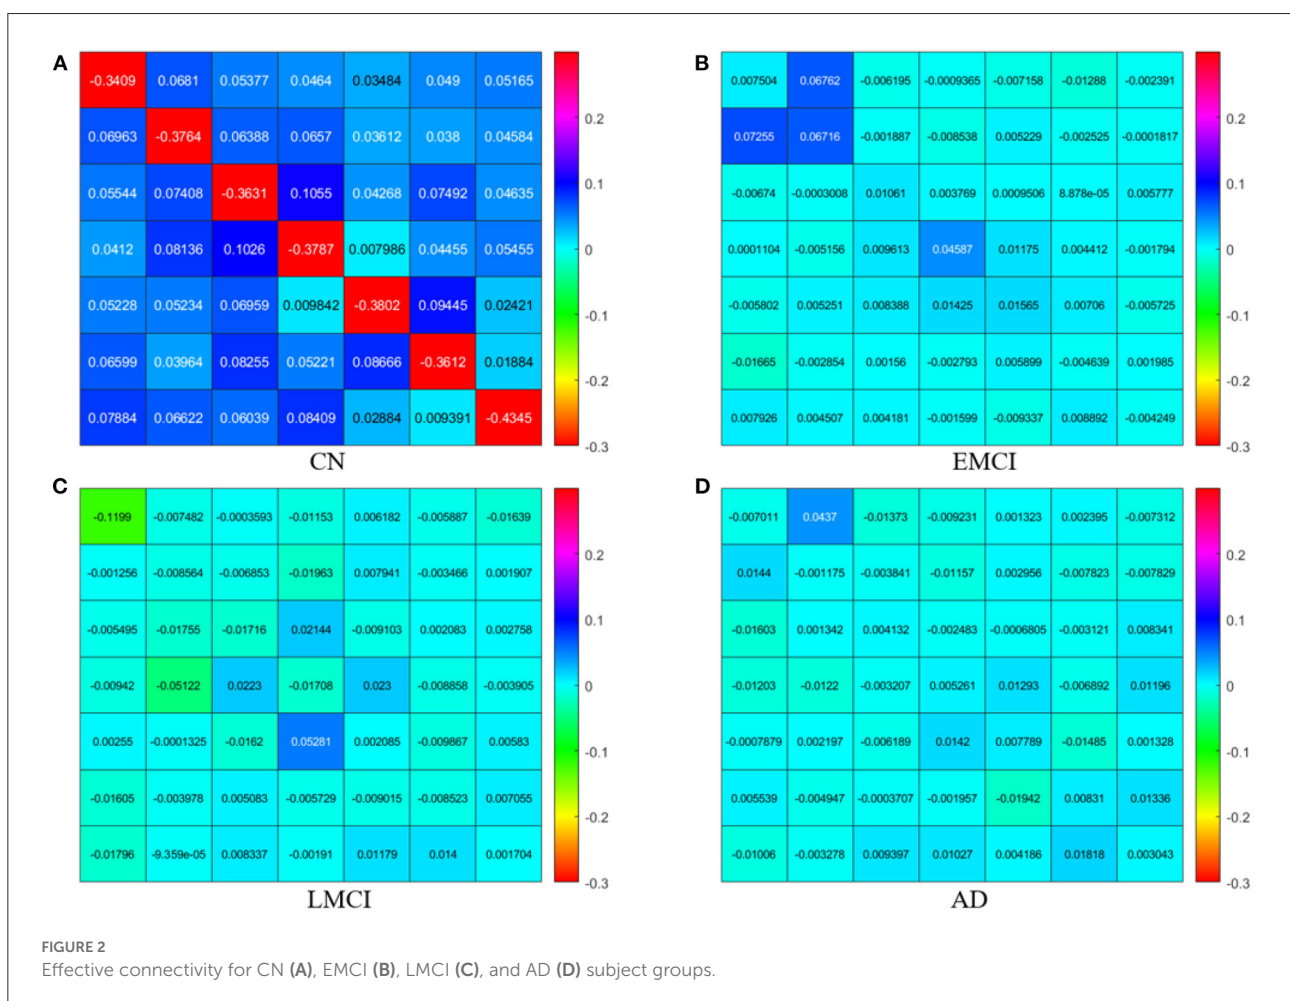 A
-0.3409 0.0681 0.05377 0.0464 0.03484 0.049 0.05165
0.06963 -0.3764 0.06388 0.0657 0.03612 0.038 0.04584
0.05544 0.07408 -0.3631 0.1055 0.04268 0.07492 0.04635
0.0412 0.08136 0.1026 -0.3787 0.007986 0.04455 0.05455
0.05228 0.05234 0.06959 0.009842 -0.3802 0.09445 0.02421
0.06599 0.03964 0.08255 0.05221 0.08666 -0.3612 0.01884
0.07884 0.06622 0.06039 0.08409 0.02884 0.009391 -0.4345
0.2
0.1
0
-0.1
-0.2
-0.3
CN
B
0.007504 0.06762 -0.006195 -0.0009365 -0.007158 -0.01288 -0.002391
0.07255 0.06716 -0.001887 -0.008538 0.005229 -0.002525 -0.0001817
-0.00674 -0.0003008 0.01061 0.003769 0.0009506 8.878e-05 0.005777
0.0001104 -0.005156 0.009613 0.04587 0.01175 0.004412 -0.001794
-0.005802 0.005251 0.008388 0.01425 0.01565 0.00706 -0.005725
-0.01665 -0.002854 0.00156 -0.002793 0.005899 -0.004639 0.001985
0.007926 0.004507 0.004181 -0.001599 -0.009337 0.008892 -0.004249
0.2
0.1
0
-0.1
-0.2
-0.3
EMCI
C
-0.1199 -0.007482 -0.0003593 -0.01153 0.006182 -0.005887 -0.01639
-0.001256 -0.008564 -0.006853 -0.01963 0.007941 -0.003466 0.001907
-0.005495 -0.01755 -0.01716 0.02144 -0.009103 0.002083 0.002758
-0.00942 -0.05122 0.0223 -0.01708 0.023 -0.008858 -0.003905
0.00255 -0.0001325 -0.0162 0.05281 0.002085 -0.009867 0.00583
-0.01605 -0.003978 0.005083 -0.005729 -0.009015 -0.008523 0.007055
-0.01796 -9.359e-05 0.008337 -0.00191 0.01179 0.014 0.001704
0.2
0.1
0
-0.1
-0.2
-0.3
LMCI
D
-0.007011 0.0437 -0.01373 -0.009231 0.001323 0.002395 -0.007312
0.0144 -0.001175 -0.003841 -0.01157 0.002956 -0.007823 -0.007829
-0.01603 0.001342 0.004132 -0.002483 -0.0006805 -0.003121 0.008341
-0.01203 -0.0122 -0.003207 0.005261 0.01293 -0.006892 0.01196
-0.0007879 0.002197 -0.006189 0.0142 0.007789 -0.01485 0.001328
0.005539 -0.004947 -0.0003707 -0.001957 -0.01942 0.00831 0.01336
-0.01006 -0.003278 0.009397 0.01027 0.004186 0.01818 0.003043
0.2
0.1
0
-0.1
-0.2
-0.3
AD
FIGURE 2
Effective connectivity for CN (A), EMCI (B), LMCI (C), and AD (D) subject groups.